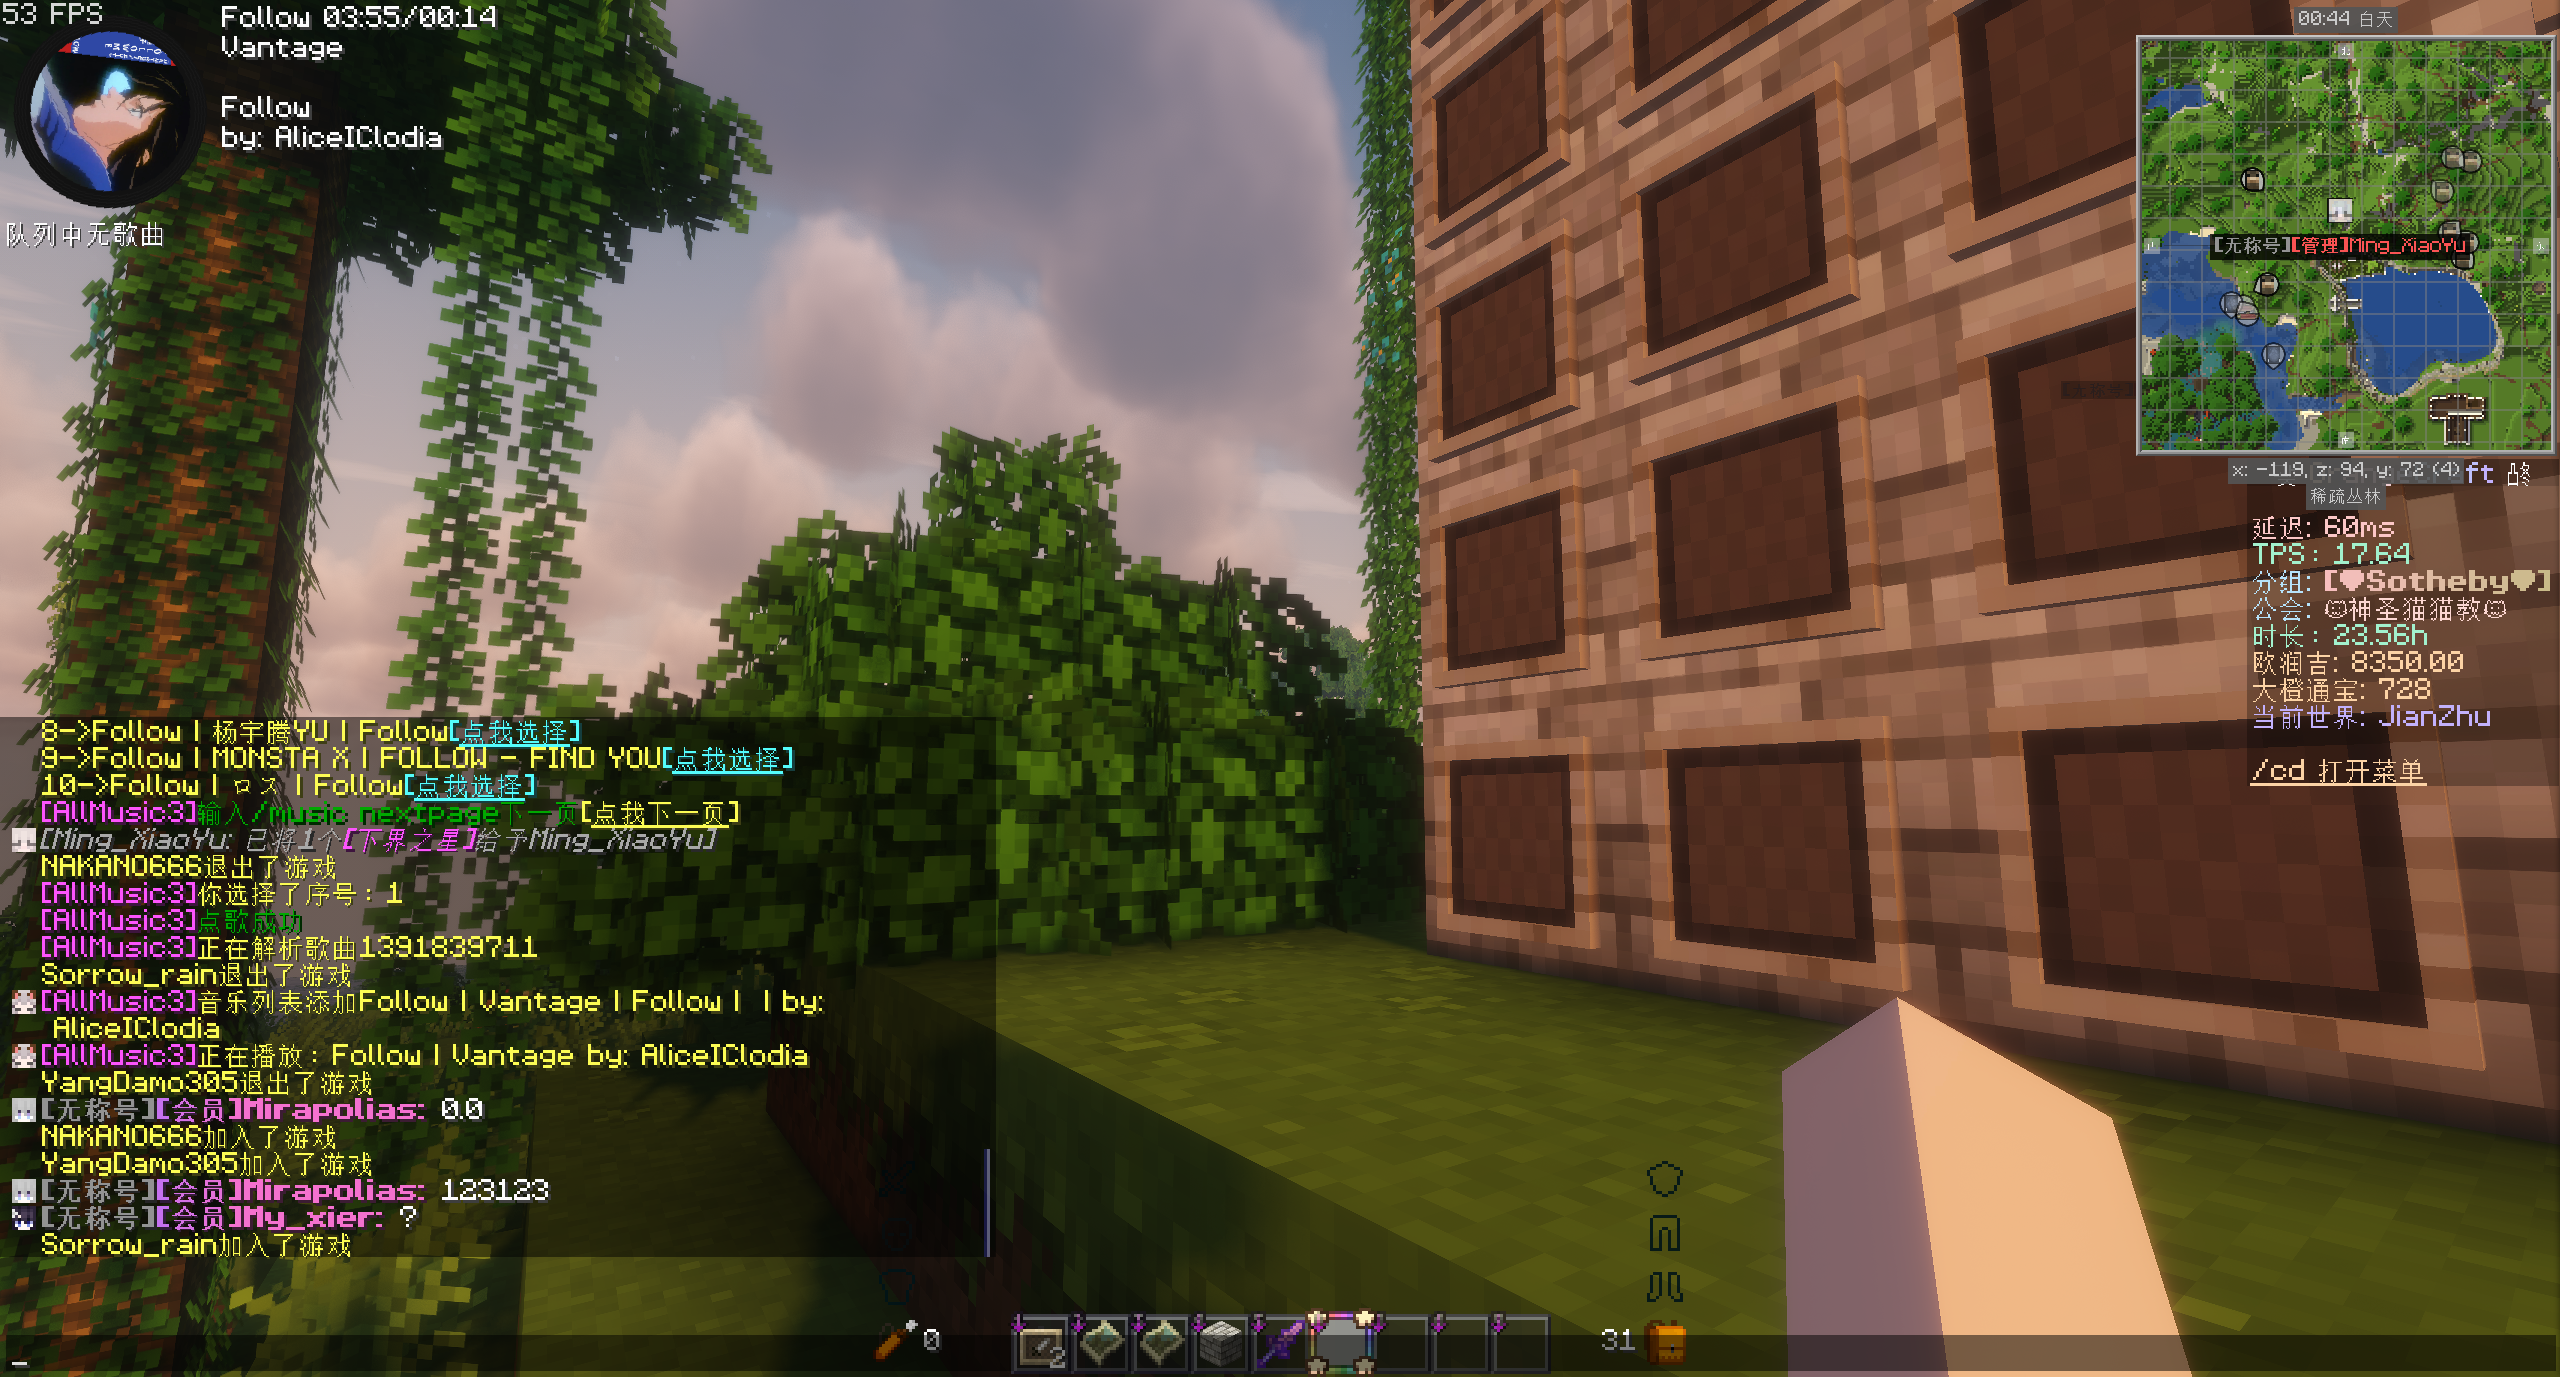 53 FPS
Follow 03:55/00:14
Vantage
Follow
by: AliceIClodia
队列中无歌曲
00:44 白天
北
[无称号][管理]Ming_XiaoYu
东
南
x: -119, z: 94, y: 72 (4)
ft
稀疏丛林
延迟: 60ms
TPS: 17.64
分组: [♥Sotheby♥]
公会: 神圣猫猫教
时长: 23.56h
欧润吉: 8350.00
大橙通宝: 728
当前世界: JianZhu
/cd 打开菜单
8->Follow | 杨宇腾YU | Follow[点我选择]
9->Follow | MONSTA X | FOLLOW - FIND YOU[点我选择]
10->Follow | ロス | Follow[点我选择]
[AllMusic3]输入/music nextpage下一页[点我下一页]
[Ming_XiaoYu: 已将1个[下界之星]给予Ming_XiaoYu]
NAKANO666退出了游戏
[AllMusic3]你选择了序号: 1
[AllMusic3]点歌成功
[AllMusic3]正在解析歌曲1391839711
Sorrow_rain退出了游戏
[AllMusic3]音乐列表添加Follow | Vantage | Follow | | by:
AliceIClodia
[AllMusic3]正在播放: Follow | Vantage by: AliceIClodia
YangDamo305退出了游戏
[无称号][会员]Mirapolias: 0.0
NAKANO666加入了游戏
YangDamo305加入了游戏
[无称号][会员]Mirapolias: 123123
[无称号][会员]My_xier: ?
Sorrow_rain加入了游戏
0
2
31
_